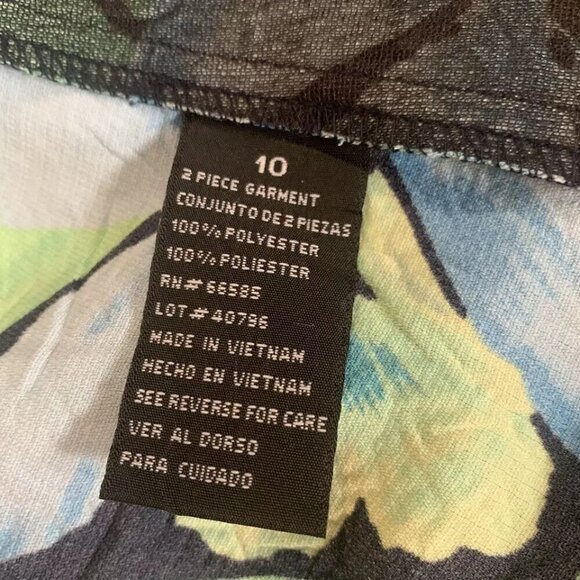 10
2 PIECE GARMENT
CONJUNTO DE 2 PIEZAS
100% POLYESTER
100% POLIESTER
RN# 66585
LOT# 40796
MADE IN VIETNAM
HECHO EN VIETNAM
SEE REVERSE FOR CARE
VER AL DORSO
PARA CUIDADO